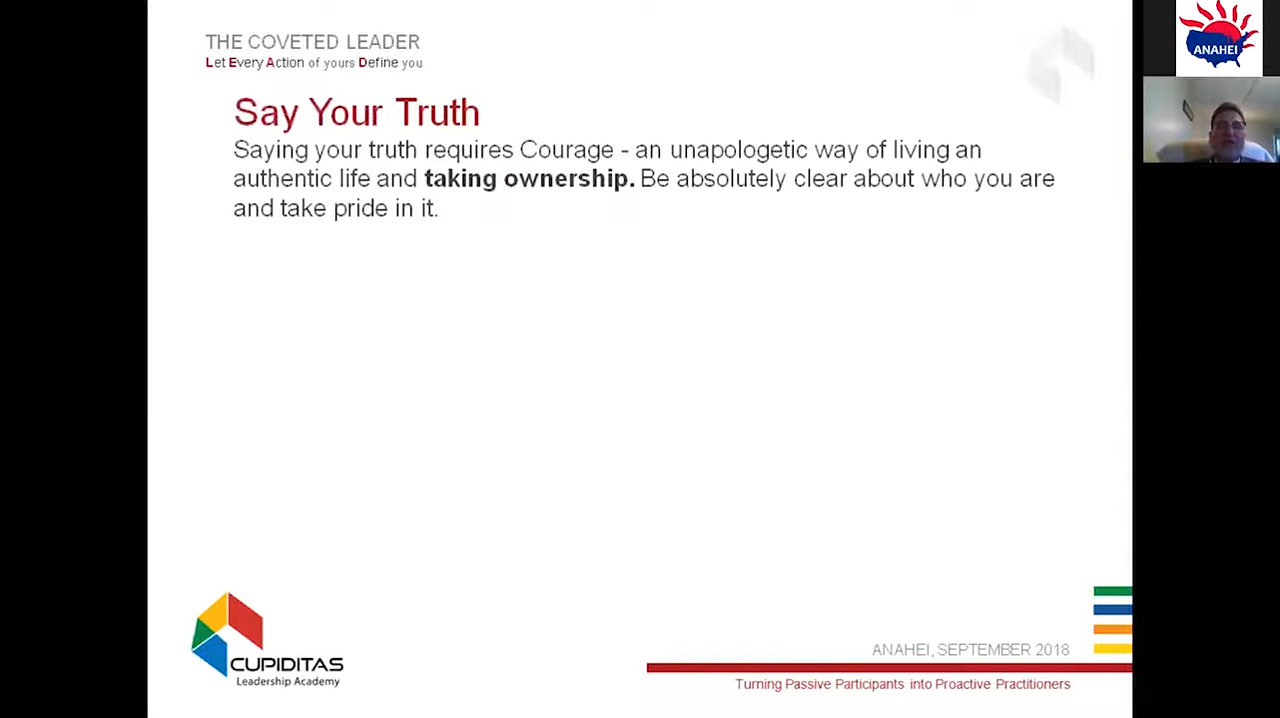 THE COVETED LEADER
Let Every Action of yours Define you
Say Your Truth
Saying your truth requires Courage - an unapologetic way of living an
authentic life and taking ownership. Be absolutely clear about who you are
and take pride in it.
CUPIDITAS
Leadership Academy
ANAHEI, SEPTEMBER 2018
Turning Passive Participants into Proactive Practitioners
ANAHEI